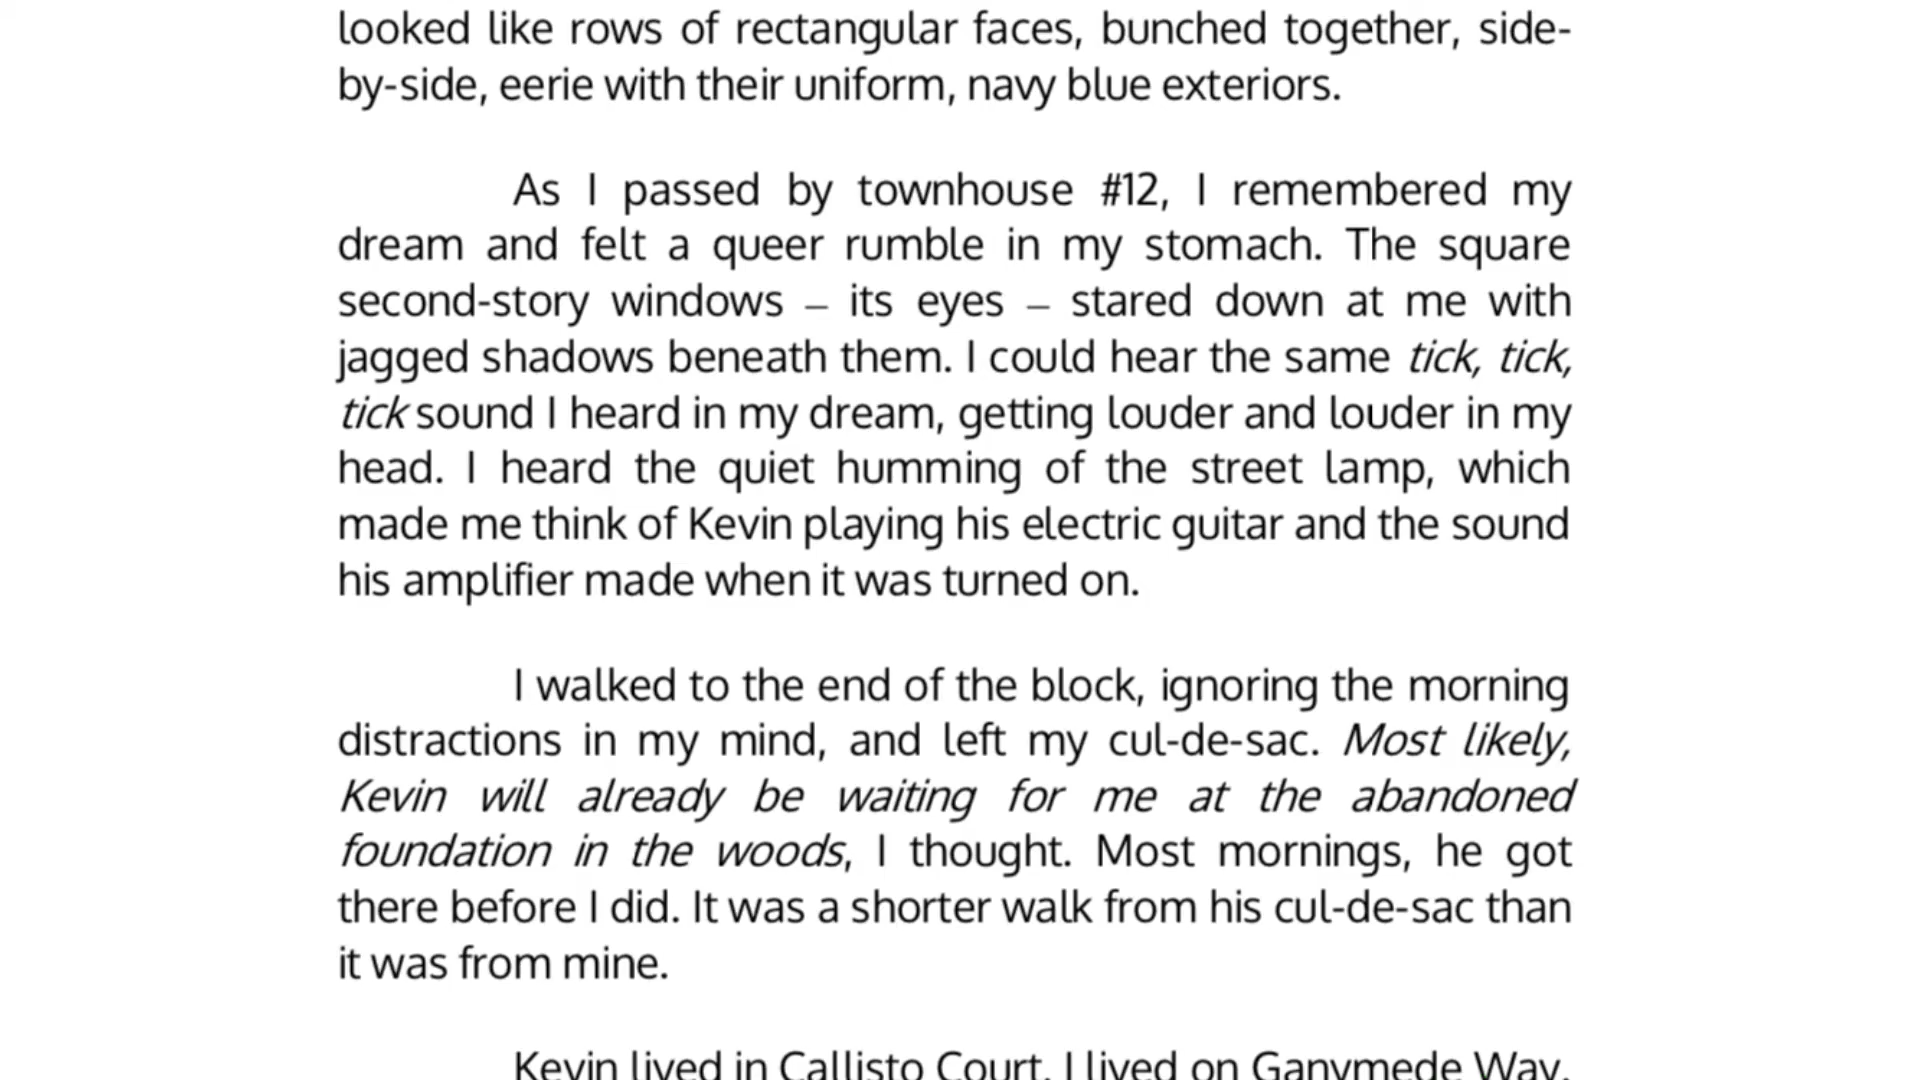 looked like rows of rectangular faces, bunched together, side-
by-side, eerie with their uniform, navy blue exteriors.
As I passed by townhouse #12, I remembered my
dream and felt a queer rumble in my stomach. The square
second-story windows – its eyes – stared down at me with
jagged shadows beneath them. I could hear the same tick, tick,
tick sound I heard in my dream, getting louder and louder in my
head. I heard the quiet humming of the street lamp, which
made me think of Kevin playing his electric guitar and the sound
his amplifier made when it was turned on.
I walked to the end of the block, ignoring the morning
distractions in my mind, and left my cul-de-sac. Most likely,
Kevin will already be waiting for me at the abandoned
foundation in the woods, I thought. Most mornings, he got
there before I did. It was a shorter walk from his cul-de-sac than
it was from mine.
Kevin lived in Callisto Court. I lived on Ganymede Way.